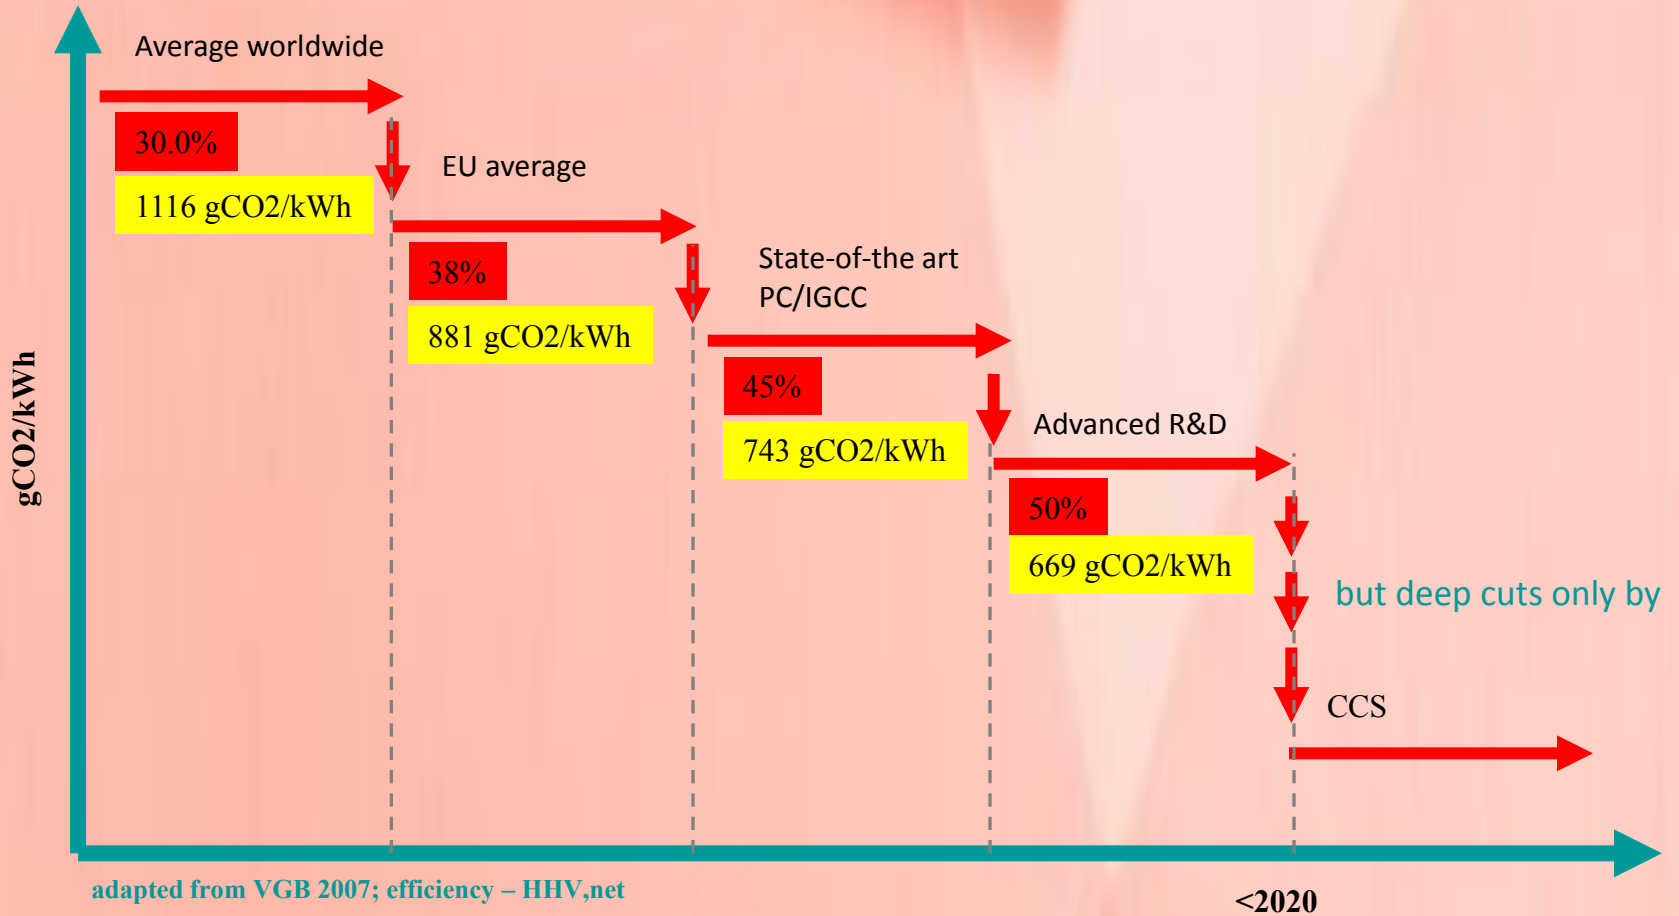 Average worldwide
30.0%
1116 gCO2/kWh
EU average
38%
881 gCO2/kWh
State-of-the art
PC/IGCC
45%
743 gCO2/kWh
Advanced R&D
50%
669 gCO2/kWh
but deep cuts only by
CCS
gCO2/kWh
adapted from VGB 2007; efficiency – HHV,net
<2020